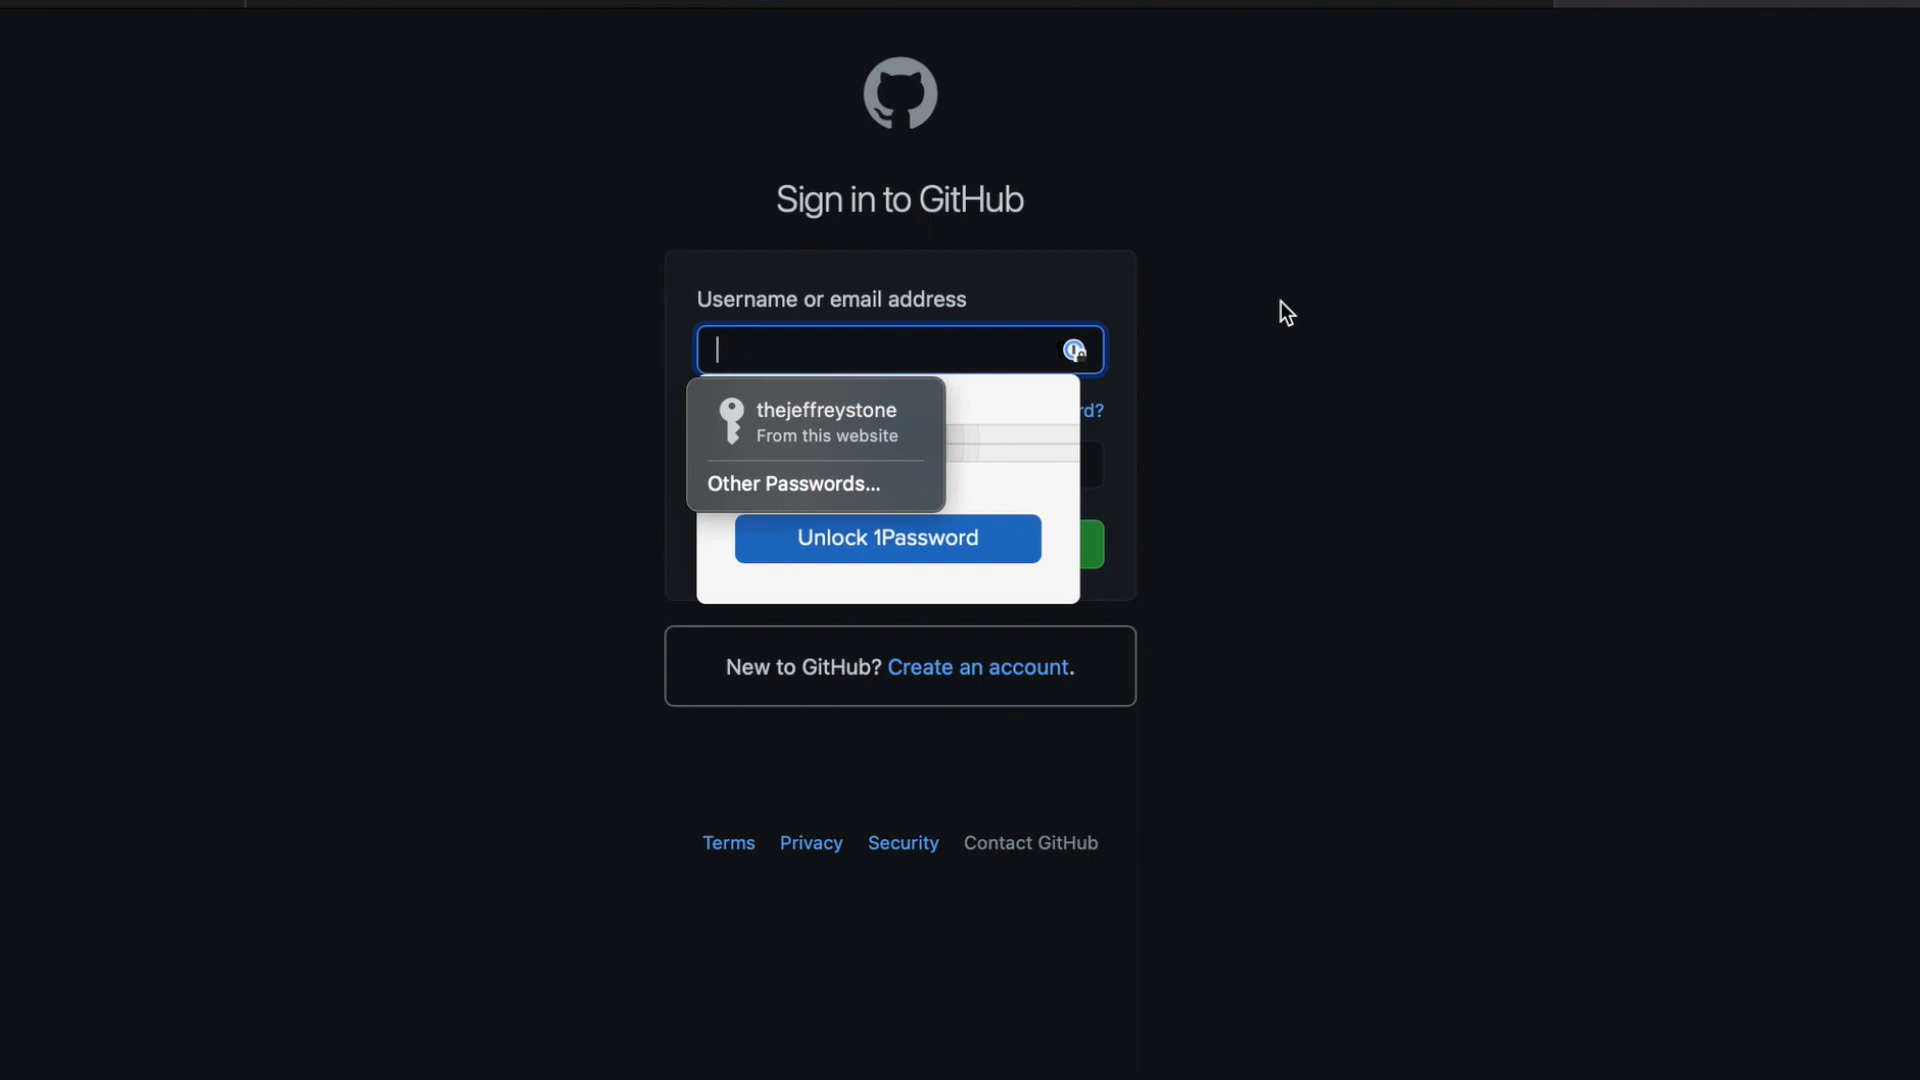 Sign in to GitHub
Username or email address
rd?
thejeffreystone
From this website
Other Passwords...
Unlock 1Password
New to GitHub? Create an account.
Terms Privacy Security Contact GitHub